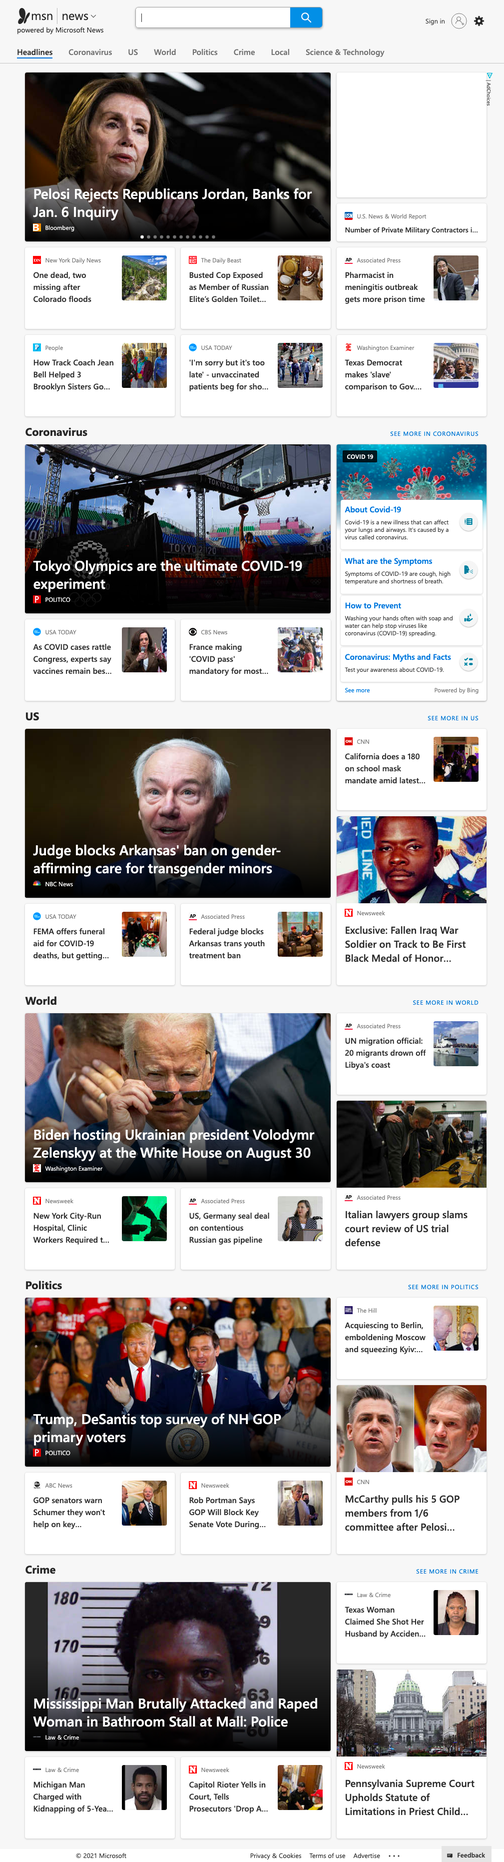 msn | news
powered by Microsoft News
Sign in
Headlines Coronavirus US World Politics Crime Local Science & Technology
Pelosi Rejects Republicans Jordan, Banks for
Jan. 6 Inquiry
Bloomberg
AdChoices
U.S. News & World Report
Number of Private Military Contractors i...
New York Daily News
One dead, two
missing after
Colorado floods
The Daily Beast
Busted Cop Exposed
as Member of Russian
Elite's Golden Toilet...
Associated Press
Pharmacist in
meningitis outbreak
gets more prison time
People
How Track Coach Jean
Bell Helped 3
Brooklyn Sisters Go...
USA TODAY
'I'm sorry but it's too
late' - unvaccinated
patients beg for sho...
Washington Examiner
Texas Democrat
makes 'slave'
comparison to Gov....
Coronavirus
SEE MORE IN CORONAVIRUS
TOKYO 2020
Tokyo Olympics are the ultimate COVID-19
experiment
POLITICO
COVID 19
About Covid-19
Covid-19 is a new illness that can affect
your lungs and airways. It's caused by a
virus called coronavirus.
What are the Symptoms
Symptoms of COVID-19 are cough, high
temperature and shortness of breath.
How to Prevent
Washing your hands often with soap and
water can help stop viruses like
coronavirus (COVID-19) spreading.
Coronavirus: Myths and Facts
Test your awareness about COVID-19.
See more
Powered by Bing
USA TODAY
As COVID cases rattle
Congress, experts say
vaccines remain bes...
CBS News
France making
'COVID pass'
mandatory for most...
US
SEE MORE IN US
Judge blocks Arkansas' ban on gender-
affirming care for transgender minors
NBC News
CNN
California does a 180
on school mask
mandate amid latest...
IED LINE
Newsweek
Exclusive: Fallen Iraq War
Soldier on Track to Be First
Black Medal of Honor...
USA TODAY
FEMA offers funeral
aid for COVID-19
deaths, but getting...
Associated Press
Federal judge blocks
Arkansas trans youth
treatment ban
World
SEE MORE IN WORLD
Biden hosting Ukrainian president Volodymr
Zelenskyy at the White House on August 30
Washington Examiner
Associated Press
UN migration official:
20 migrants drown off
Libya's coast
Associated Press
Italian lawyers group slams
court review of US trial
defense
Newsweek
New York City-Run
Hospital, Clinic
Workers Required t...
Associated Press
US, Germany seal deal
on contentious
Russian gas pipeline
Politics
SEE MORE IN POLITICS
Trump, DeSantis top survey of NH GOP
primary voters
POLITICO
The Hill
Acquiescing to Berlin,
emboldening Moscow
and squeezing Kyiv:...
CNN
McCarthy pulls his 5 GOP
members from 1/6
committee after Pelosi...
ABC News
GOP senators warn
Schumer they won't
help on key...
Newsweek
Rob Portman Says
GOP Will Block Key
Senate Vote During...
Crime
SEE MORE IN CRIME
180
170
160
72
66
63
60
Mississippi Man Brutally Attacked and Raped
Woman in Bathroom Stall at Mall: Police
Law & Crime
Law & Crime
Texas Woman
Claimed She Shot Her
Husband by Acciden...
Newsweek
Pennsylvania Supreme Court
Upholds Statute of
Limitations in Priest Child...
Law & Crime
Michigan Man
Charged with
Kidnapping of 5-Yea...
Newsweek
Capitol Rioter Yells in
Court, Tells
Prosecutors 'Drop A...
© 2021 Microsoft
Privacy & Cookies Terms of use Advertise ...
Feedback